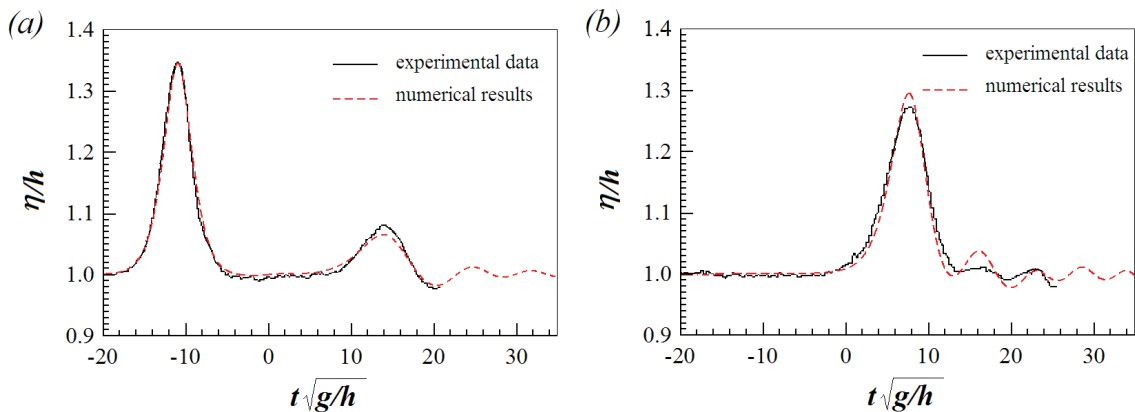 (a)
1.4
1.3
1.2
1.1
1.0
0.9
η/h
experimental data
numerical results
-20 -10 0 10 20 30
t√g/h
(b)
1.4
1.3
1.2
1.1
1.0
0.9
η/h
experimental data
numerical results
-20 -10 0 10 20 30
t√g/h